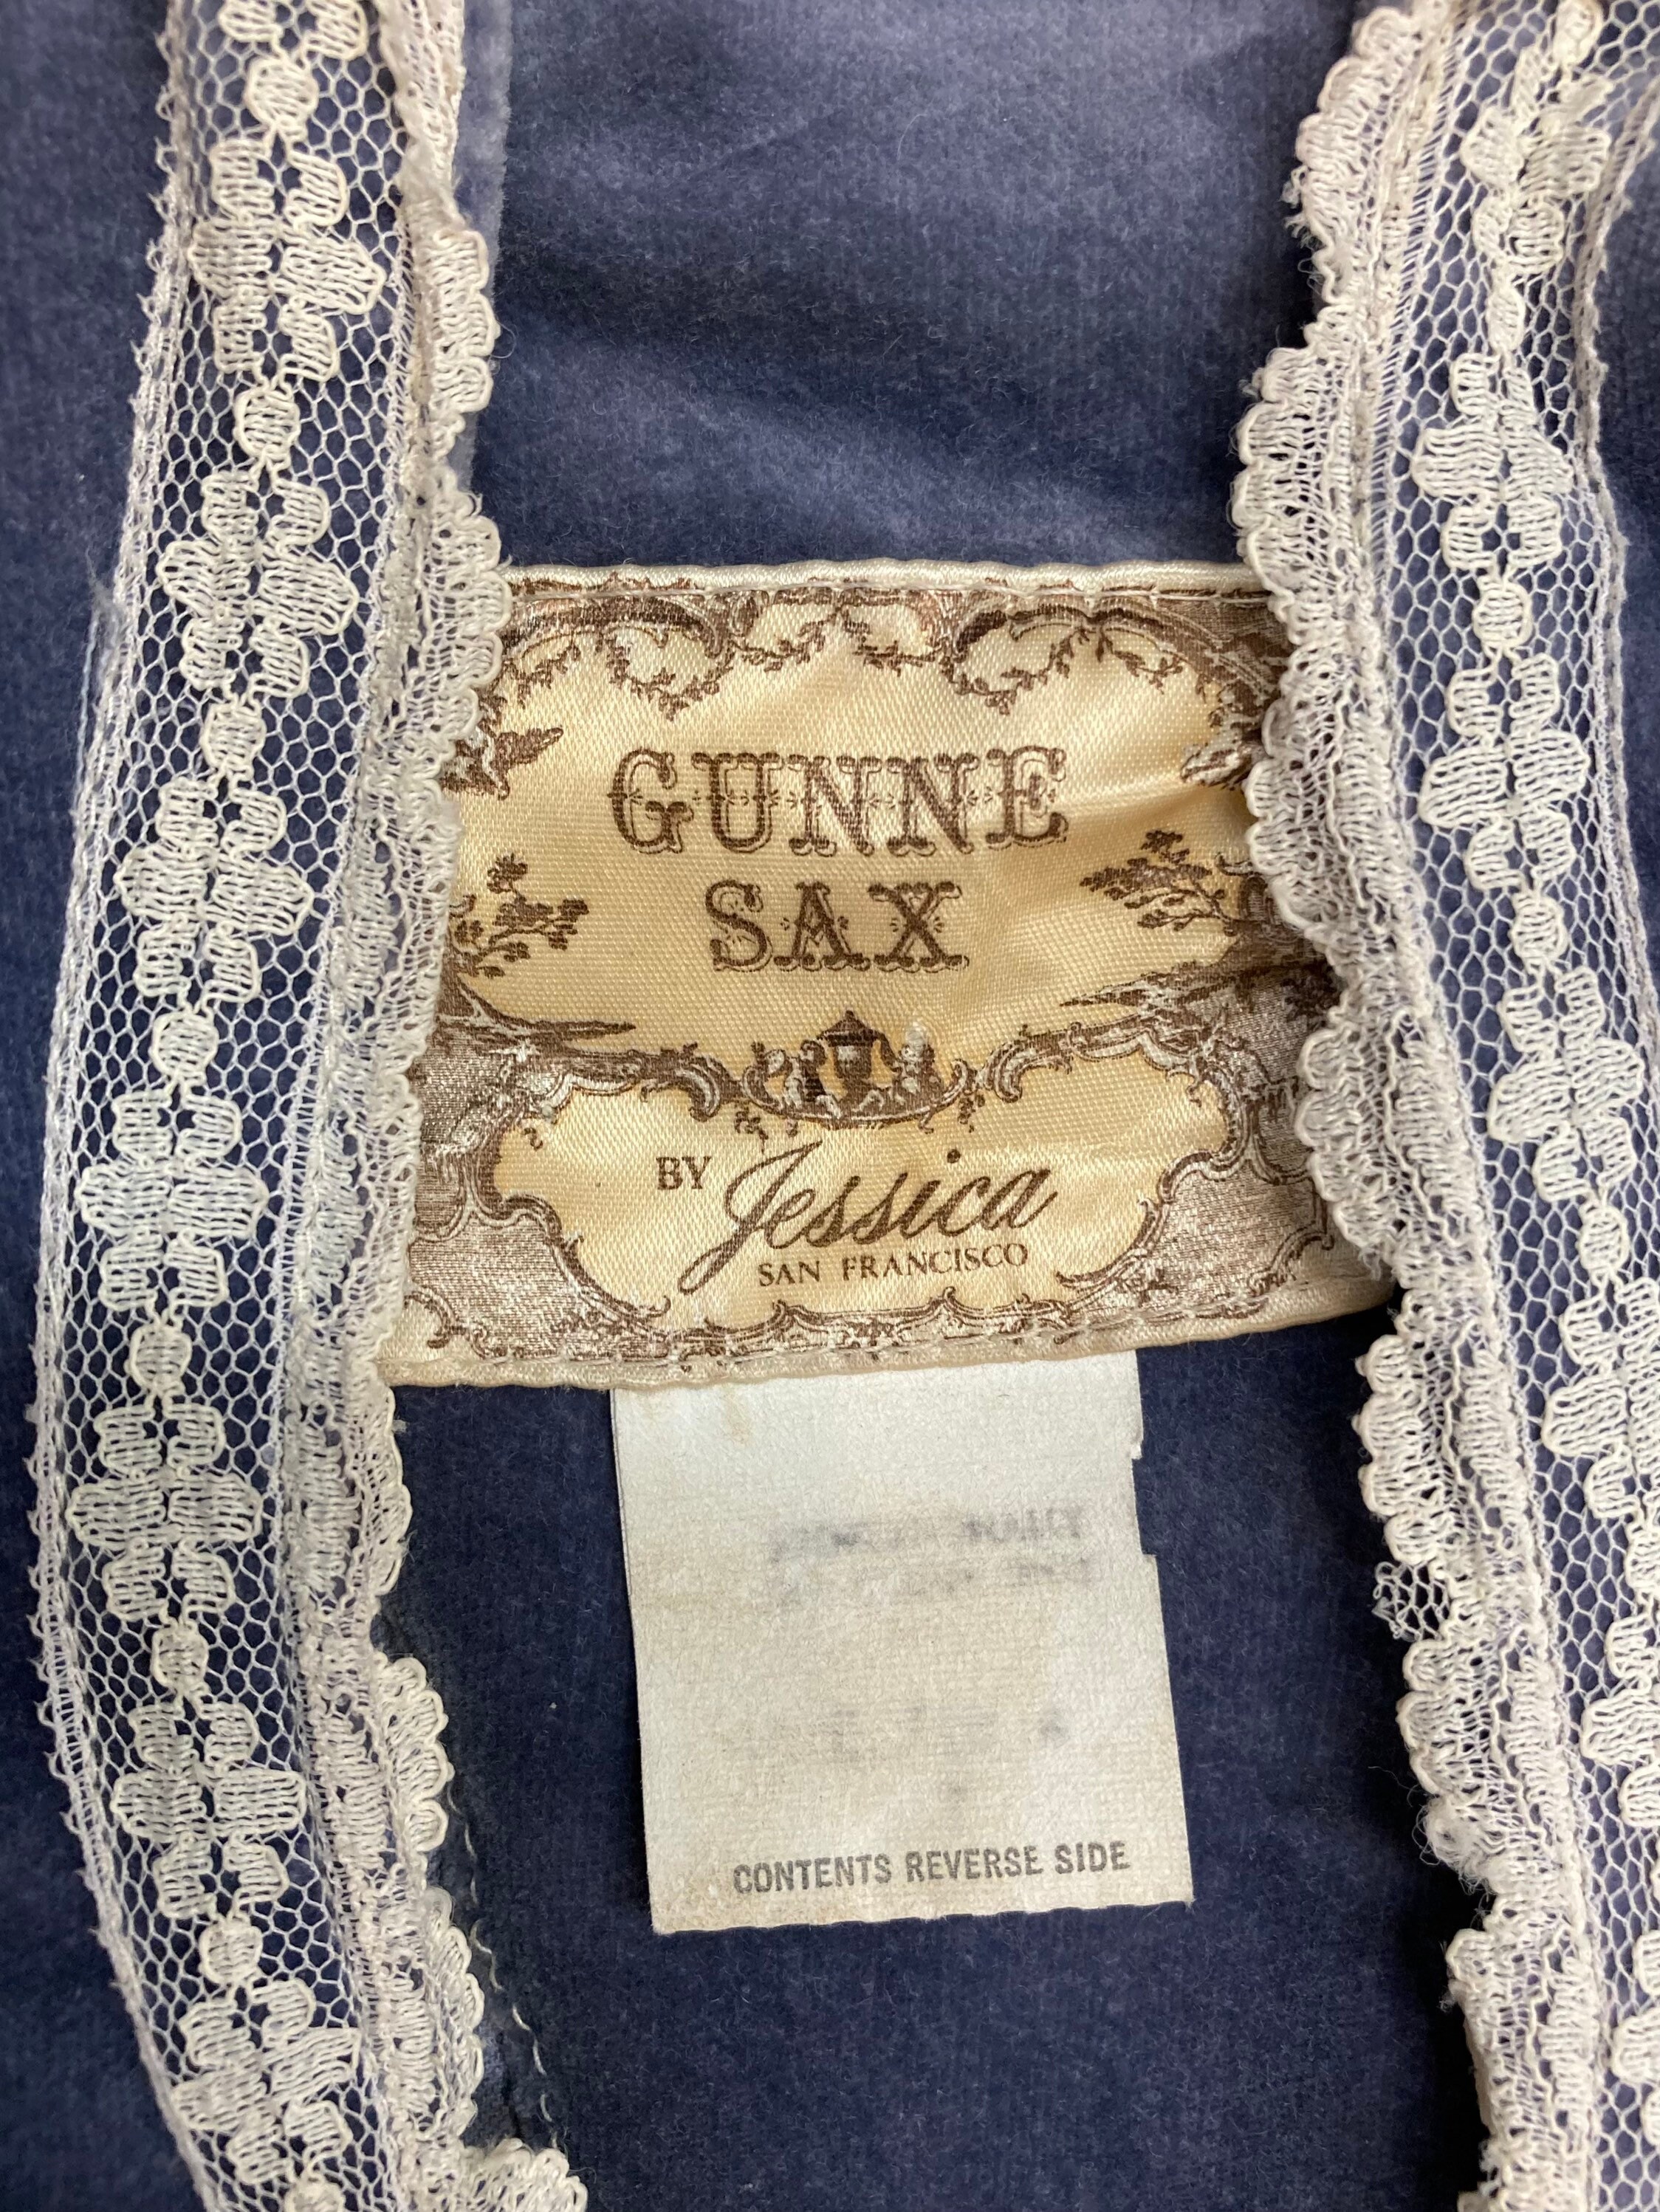 GUNNE
SAX
BY Jessica
SAN FRANCISCO
CONTENTS REVERSE SIDE